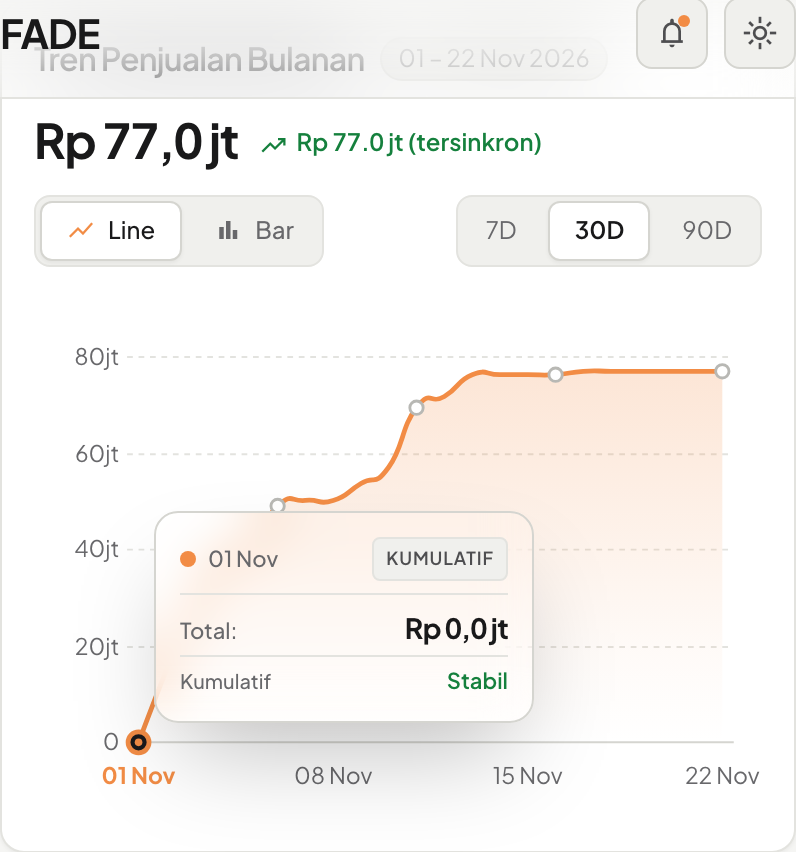 FADE
Tren Penjualan Bulanan 01 – 22 Nov 2026
Rp 77,0 jt Rp 77.0 jt (tersinkron)
Line Bar 7D 30D 90D
80jt
60jt
40jt
20jt
0
01 Nov KUMULATIF
Total: Rp 0,0 jt
Kumulatif Stabil
01 Nov 08 Nov 15 Nov 22 Nov